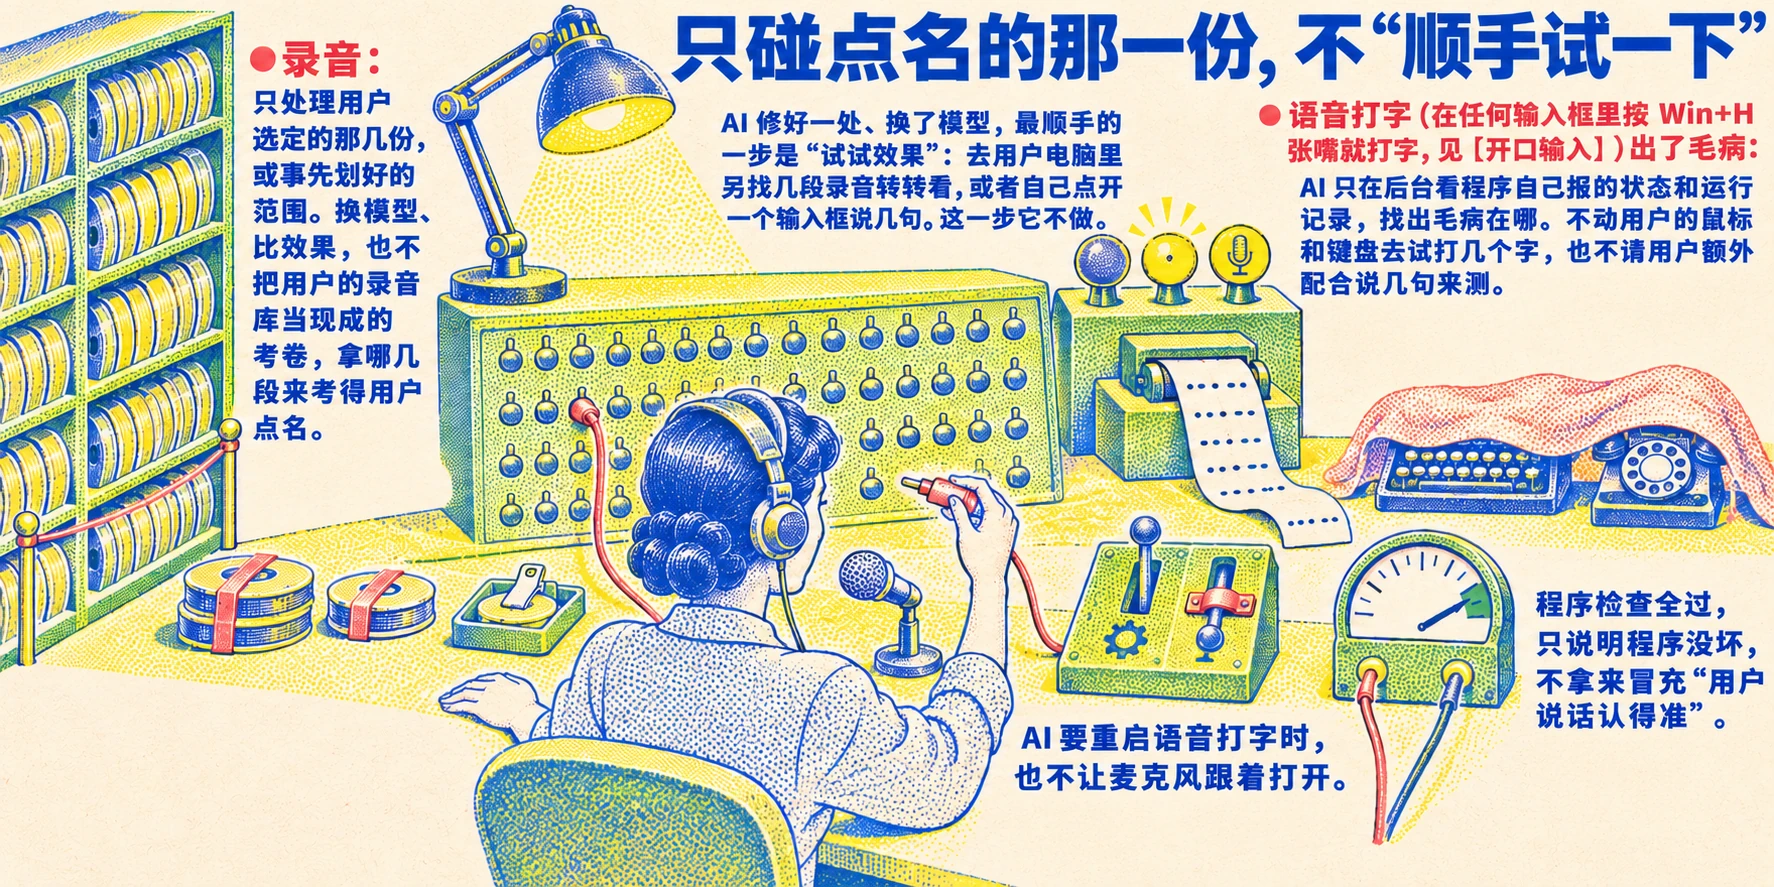 只碰点名的那一份，不“顺手试一下”
●录音：
只处理用户
选定的那几份，
或事先划好的
范围。换模型、
比效果，也不
把用户的录音
库当现成的
考卷，拿哪几
段来考得用户
点名。
AI 修好一处、换了模型，最顺手的
一步是“试试效果”：去用户电脑里
另找几段录音转转看，或者自己点开
一个输入框说几句。这一步它不做。
●语音打字（在任何输入框里按 Win+H
张嘴就打字，见［开口输入］）出了毛病：
AI 只在后台看程序自己报的状态和运行
记录，找出毛病在哪。不动用户的鼠标
和键盘去试打几个字，也不请用户额外
配合说几句来测。
程序检查全过，
只说明程序没坏，
不拿来冒充“用户
说话认得准”。
AI 要重启语音打字时，
也不让麦克风跟着打开。